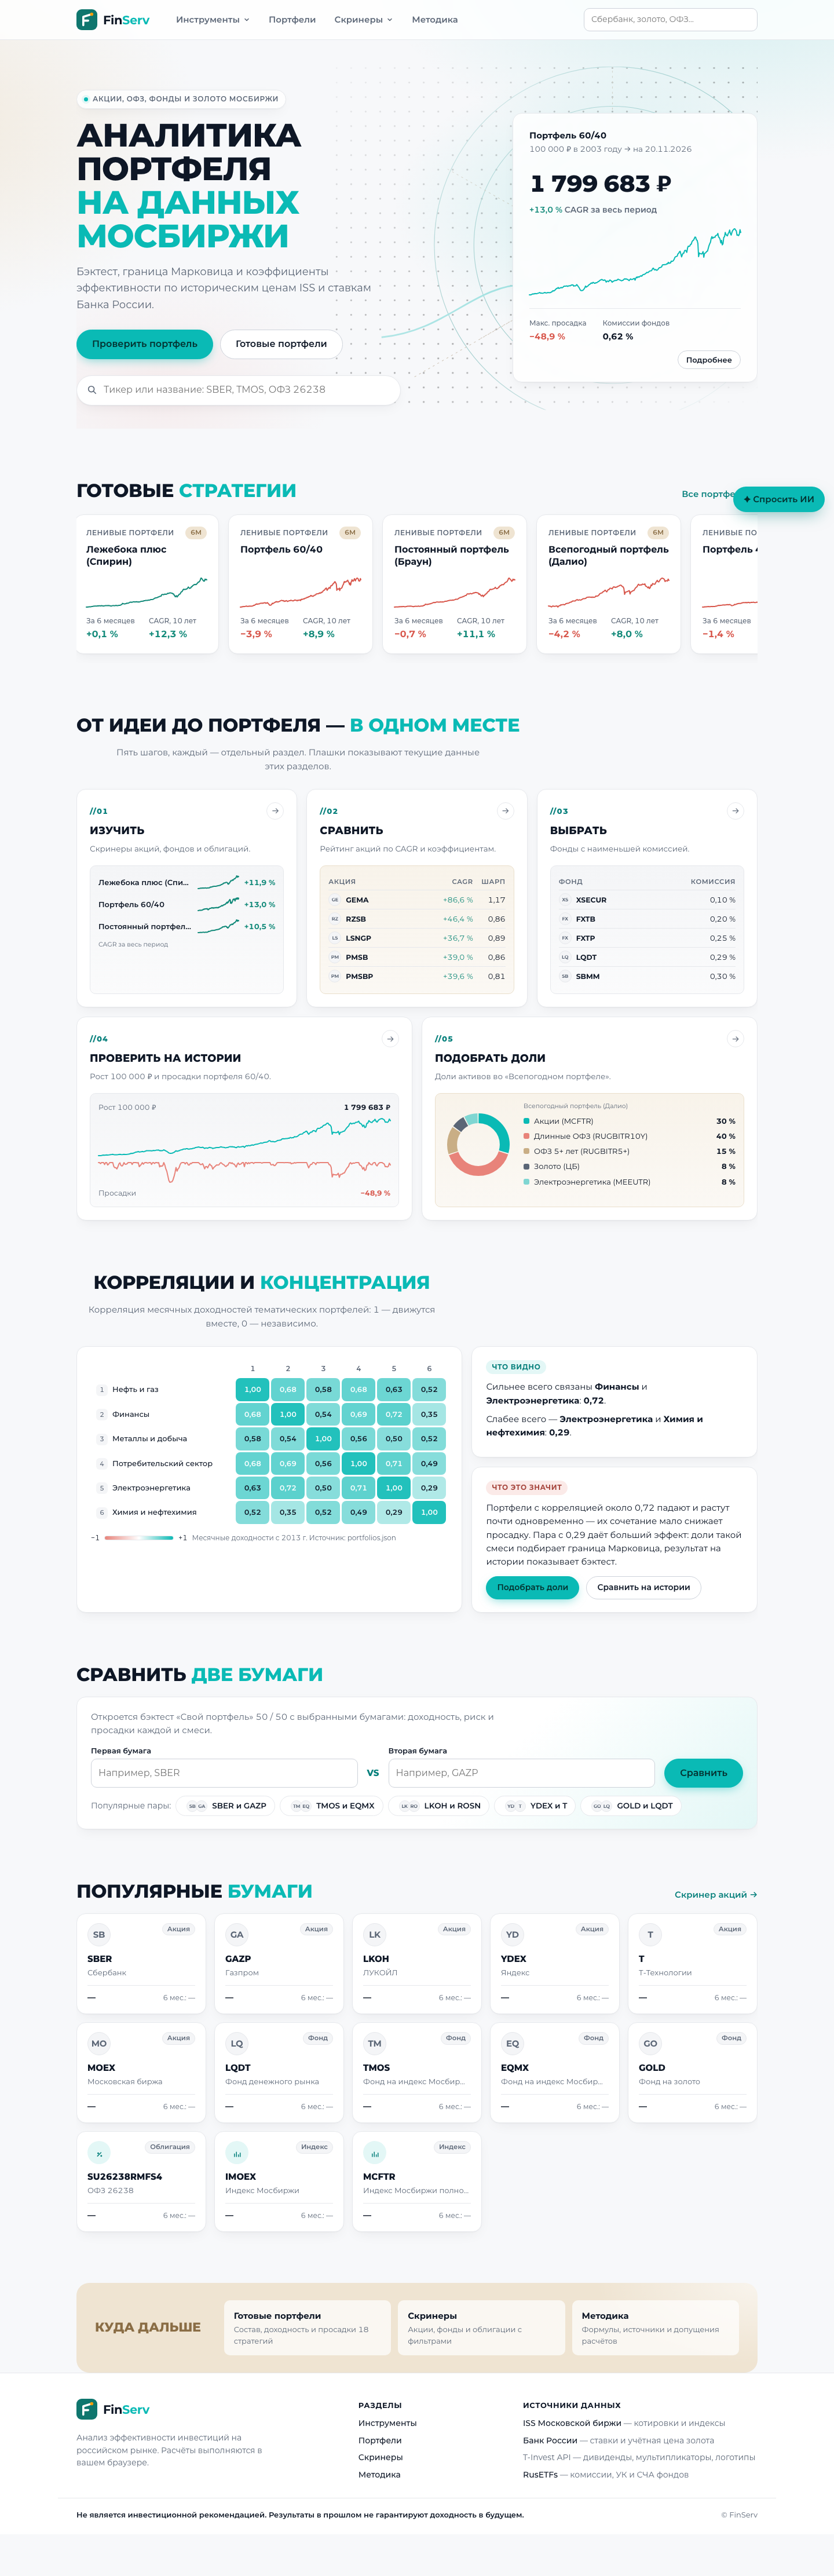 FinServ
Инструменты
Портфели
Скринеры
Методика
Сбербанк, золото, ОФЗ...
АКЦИИ, ОФЗ, ФОНДЫ И ЗОЛОТО МОСБИРЖИ
АНАЛИТИКА
ПОРТФЕЛЯ
НА ДАННЫХ
МОСБИРЖИ
Бэктест, граница Марковица и коэффициенты
эффективности по историческим ценам ISS и ставкам
Банка России.
Проверить портфель
Готовые портфели
Тикер или название: SBER, TMOS, ОФЗ 26238
Портфель 60/40
100 000 ₽ в 2003 году → на 20.11.2026
1 799 683 ₽
+13,0 % CAGR за весь период
Макс. просадка
Комиссии фондов
−48,9 %
0,62 %
Подробнее
ГОТОВЫЕ СТРАТЕГИИ
Все портфе
✦ Спросить ИИ
ЛЕНИВЫЕ ПОРТФЕЛИ 6М
Лежебока плюс
(Спирин)
За 6 месяцев CAGR, 10 лет
+0,1 % +12,3 %
ЛЕНИВЫЕ ПОРТФЕЛИ 6М
Портфель 60/40
За 6 месяцев CAGR, 10 лет
−3,9 % +8,9 %
ЛЕНИВЫЕ ПОРТФЕЛИ 6М
Постоянный портфель
(Браун)
За 6 месяцев CAGR, 10 лет
−0,7 % +11,1 %
ЛЕНИВЫЕ ПОРТФЕЛИ 6М
Всепогодный портфель
(Далио)
За 6 месяцев CAGR, 10 лет
−4,2 % +8,0 %
ЛЕНИВЫЕ ПО
Портфель 4
За 6 месяцев
−1,4 %
ОТ ИДЕИ ДО ПОРТФЕЛЯ — В ОДНОМ МЕСТЕ
Пять шагов, каждый — отдельный раздел. Плашки показывают текущие данные
этих разделов.
//01 →
ИЗУЧИТЬ
Скринеры акций, фондов и облигаций.
Лежебока плюс (Спи... +11,9 %
Портфель 60/40 +13,0 %
Постоянный портфел... +10,5 %
CAGR за весь период
//02 →
СРАВНИТЬ
Рейтинг акций по CAGR и коэффициентам.
АКЦИЯ CAGR ШАРП
GE GEMA +86,6 % 1,17
RZ RZSB +46,4 % 0,86
LS LSNGP +36,7 % 0,89
PM PMSB +39,0 % 0,86
PM PMSBP +39,6 % 0,81
//03 →
ВЫБРАТЬ
Фонды с наименьшей комиссией.
ФОНД КОМИССИЯ
XS XSECUR 0,10 %
FX FXTB 0,20 %
FX FXTP 0,25 %
LQ LQDT 0,29 %
SB SBMM 0,30 %
//04 →
ПРОВЕРИТЬ НА ИСТОРИИ
Рост 100 000 ₽ и просадки портфеля 60/40.
Рост 100 000 ₽ 1 799 683 ₽
Просадки −48,9 %
//05 →
ПОДОБРАТЬ ДОЛИ
Доли активов во «Всепогодном портфеле».
Всепогодный портфель (Далио)
Акции (MCFTR) 30 %
Длинные ОФЗ (RUGBITR10Y) 40 %
ОФЗ 5+ лет (RUGBITR5+) 15 %
Золото (ЦБ) 8 %
Электроэнергетика (MEEUTR) 8 %
КОРРЕЛЯЦИИ И КОНЦЕНТРАЦИЯ
Корреляция месячных доходностей тематических портфелей: 1 — движутся
вместе, 0 — независимо.
1 2 3 4 5 6
1 Нефть и газ 1,00 0,68 0,58 0,68 0,63 0,52
2 Финансы 0,68 1,00 0,54 0,69 0,72 0,35
3 Металлы и добыча 0,58 0,54 1,00 0,56 0,50 0,52
4 Потребительский сектор 0,68 0,69 0,56 1,00 0,71 0,49
5 Электроэнергетика 0,63 0,72 0,50 0,71 1,00 0,29
6 Химия и нефтехимия 0,52 0,35 0,52 0,49 0,29 1,00
−1 +1 Месячные доходности с 2013 г. Источник: portfolios.json
ЧТО ВИДНО
Сильнее всего связаны Финансы и
Электроэнергетика: 0,72.
Слабее всего — Электроэнергетика и Химия и
нефтехимия: 0,29.
ЧТО ЭТО ЗНАЧИТ
Портфели с корреляцией около 0,72 падают и растут
почти одновременно — их сочетание мало снижает
просадку. Пара с 0,29 даёт больший эффект: доли такой
смеси подбирает граница Марковица, результат на
истории показывает бэктест.
Подобрать доли
Сравнить на истории
СРАВНИТЬ ДВЕ БУМАГИ
Откроется бэктест «Свой портфель» 50 / 50 с выбранными бумагами: доходность, риск и
просадки каждой и смеси.
Первая бумага
Вторая бумага
Например, SBER
VS
Например, GAZP
Сравнить
Популярные пары:
SB GA SBER и GAZP
TM EQ TMOS и EQMX
LK RO LKOH и ROSN
YD T YDEX и T
GO LQ GOLD и LQDT
ПОПУЛЯРНЫЕ БУМАГИ
Скринер акций →
SB Акция
SBER
Сбербанк
— 6 мес.: —
GA Акция
GAZP
Газпром
— 6 мес.: —
LK Акция
LKOH
ЛУКОЙЛ
— 6 мес.: —
YD Акция
YDEX
Яндекс
— 6 мес.: —
T Акция
T
Т-Технологии
— 6 мес.: —
MO Акция
MOEX
Московская биржа
— 6 мес.: —
LQ Фонд
LQDT
Фонд денежного рынка
— 6 мес.: —
TM Фонд
TMOS
Фонд на индекс Мосбир...
— 6 мес.: —
EQ Фонд
EQMX
Фонд на индекс Мосбир...
— 6 мес.: —
GO Фонд
GOLD
Фонд на золото
— 6 мес.: —
Облигация
SU26238RMFS4
ОФЗ 26238
— 6 мес.: —
Индекс
IMOEX
Индекс Мосбиржи
— 6 мес.: —
Индекс
MCFTR
Индекс Мосбиржи полно...
— 6 мес.: —
КУДА ДАЛЬШЕ
Готовые портфели
Состав, доходность и просадки 18
стратегий
Скринеры
Акции, фонды и облигации с
фильтрами
Методика
Формулы, источники и допущения
расчётов
FinServ
Анализ эффективности инвестиций на
российском рынке. Расчёты выполняются в
вашем браузере.
РАЗДЕЛЫ
Инструменты
Портфели
Скринеры
Методика
ИСТОЧНИКИ ДАННЫХ
ISS Московской биржи — котировки и индексы
Банк России — ставки и учётная цена золота
T-Invest API — дивиденды, мультипликаторы, логотипы
RusETFs — комиссии, УК и СЧА фондов
Не является инвестиционной рекомендацией. Результаты в прошлом не гарантируют доходность в будущем.
© FinServ